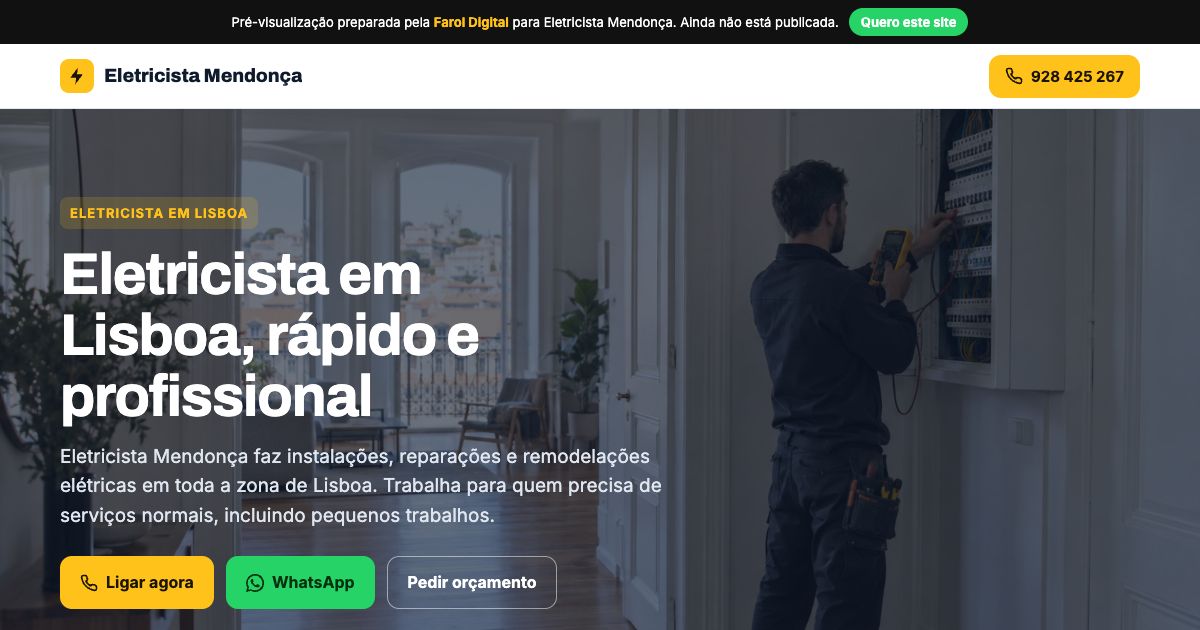 Pré-visualização preparada pela Farol Digital para Eletricista Mendonça. Ainda não está publicada. Quero este site
Eletricista Mendonça
928 425 267
ELETRICISTA EM LISBOA
Eletricista em
Lisboa, rápido e
profissional
Eletricista Mendonça faz instalações, reparações e remodelações
elétricas em toda a zona de Lisboa. Trabalha para quem precisa de
serviços normais, incluindo pequenos trabalhos.
Ligar agora
WhatsApp
Pedir orçamento